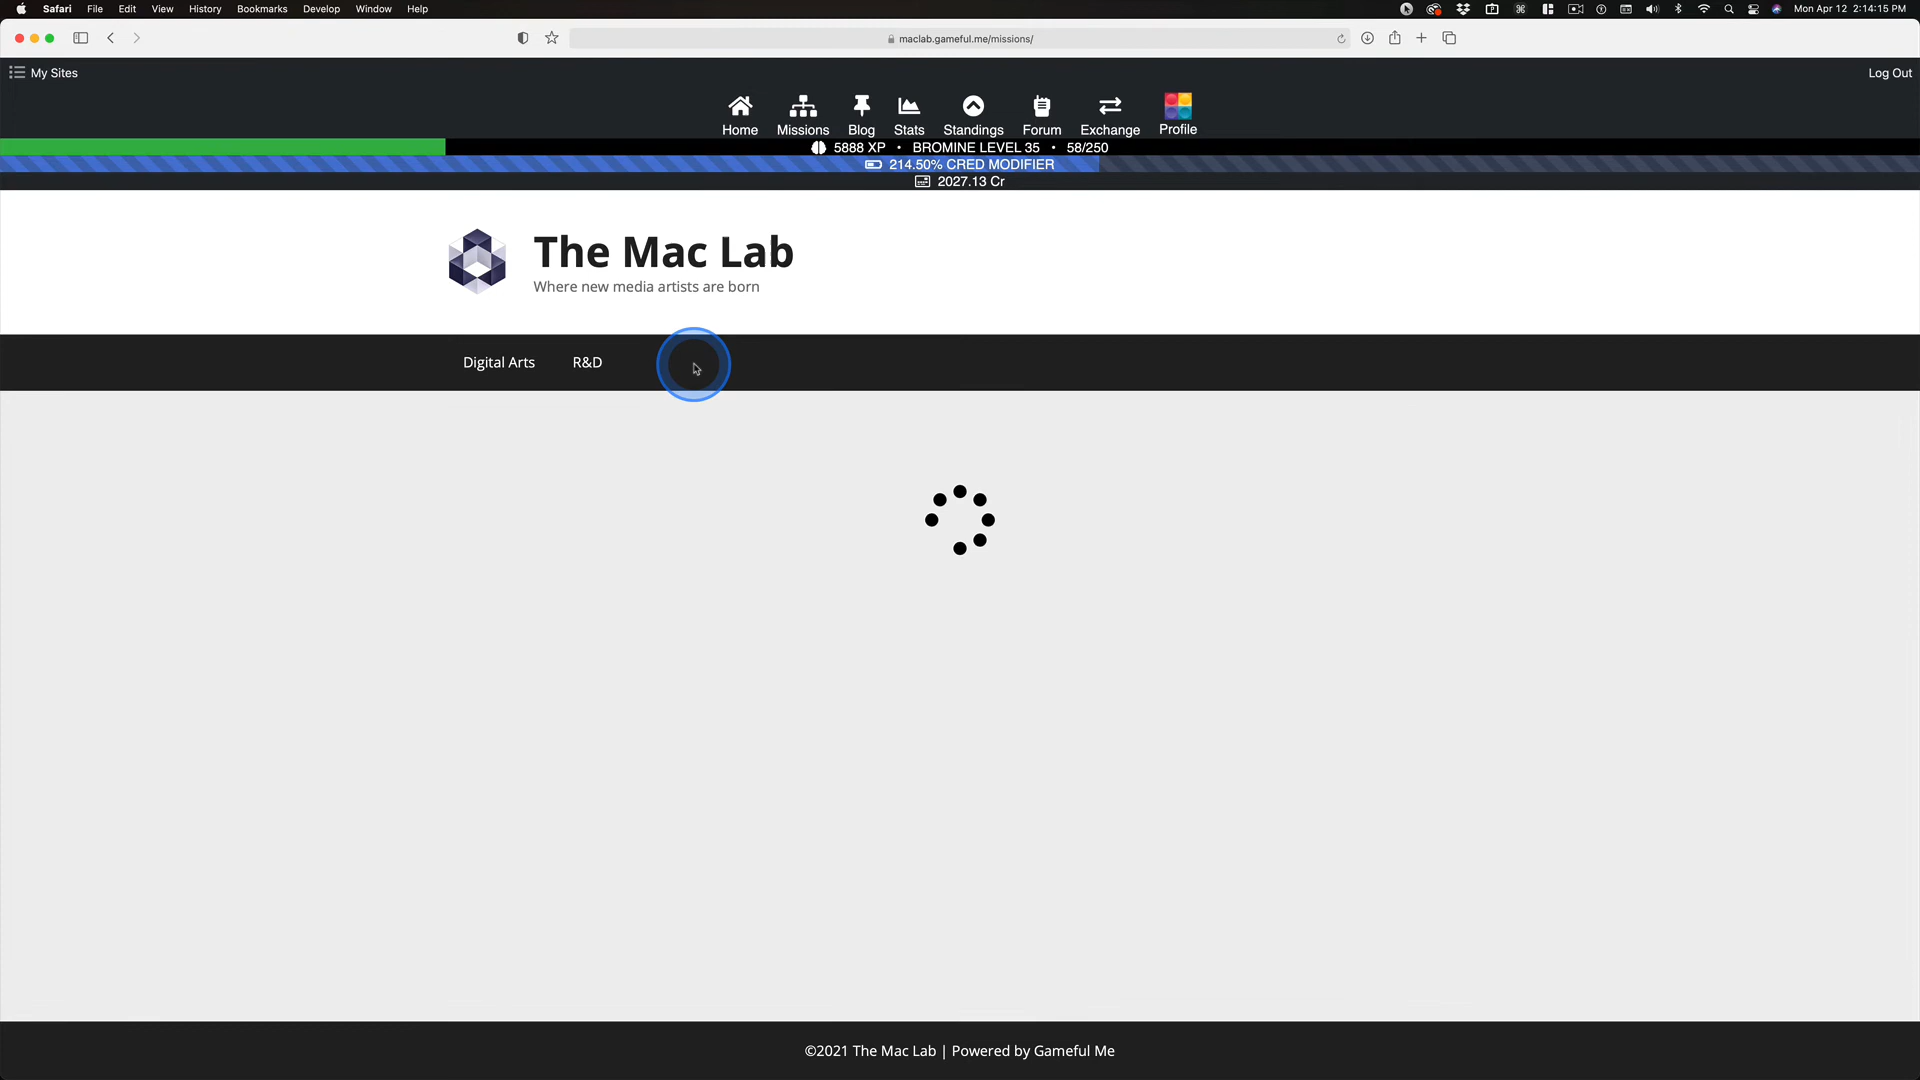 Safari File Edit View History Bookmarks Develop Window Help Mon Apr 12 2:14:15 PM
maclab.gameful.me/missions/
My Sites Log Out
Home Missions Blog Stats Standings Forum Exchange Profile
5888 XP • BROMINE LEVEL 35 • 58/250
214.50% CRED MODIFIER
2027.13 Cr
The Mac Lab
Where new media artists are born
Digital Arts R&D
©2021 The Mac Lab | Powered by Gameful Me